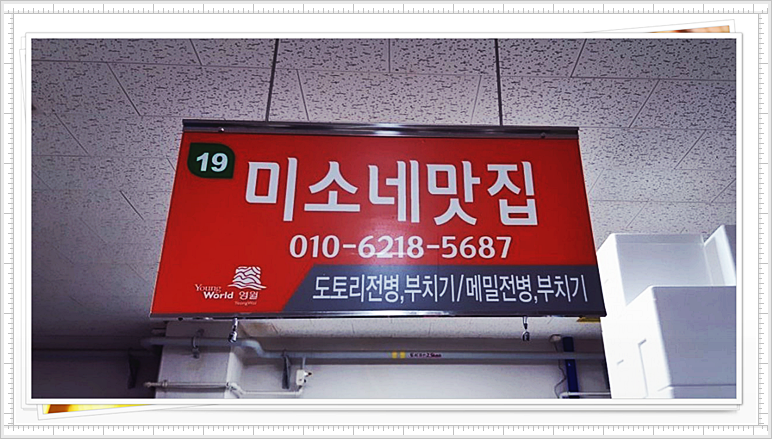 19
미소네맛집
010-6218-5687
Young World 영월
YoungWol
도토리전병,부치기/메밀전병,부치기